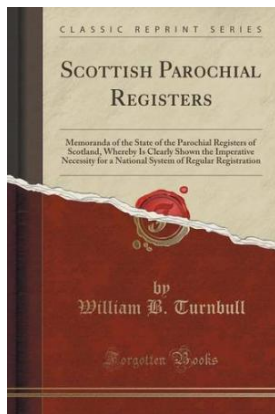 CLASSIC REPRINT SERIES
SCOTTISH PAROCHIAL
REGISTERS
Memoranda of the State of the Parochial Registers of
Scotland, Whereby Is Clearly Shown the Imperative
Necessity for a National System of Regular Registration
by
William B. Turnbull
Forgotten Books